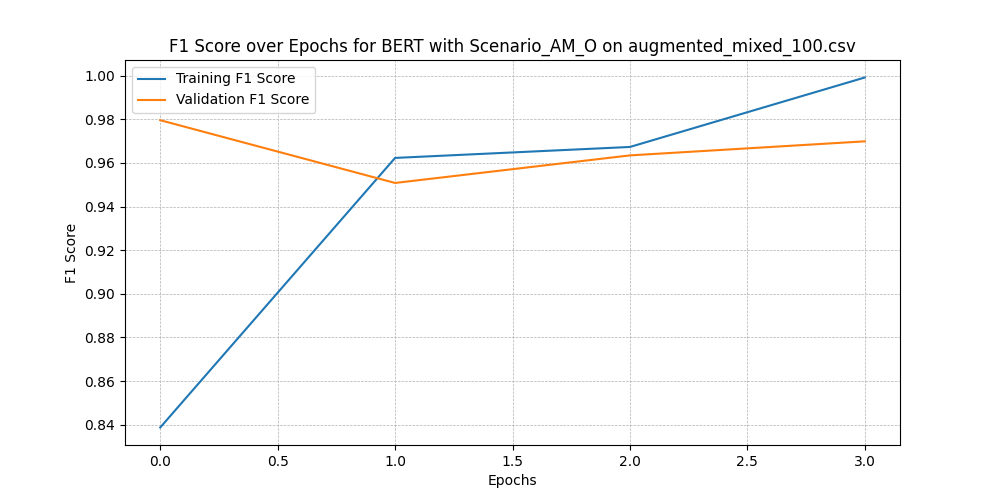 F1 Score over Epochs for BERT with Scenario_AM_O on augmented_mixed_100.csv
Training F1 Score
Validation F1 Score
F1 Score
1.00
0.98
0.96
0.94
0.92
0.90
0.88
0.86
0.84
0.0 0.5 1.0 1.5 2.0 2.5 3.0
Epochs